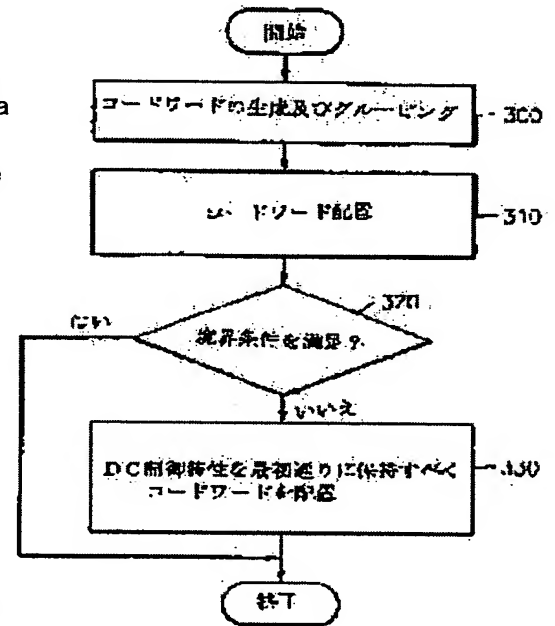 開始
a
コードワードの生成及びグルーピング
300
コードワード配置
310
320
はい
境界条件を満足?
いいえ
DC制御特性を最初通りに保持すべく
コードワードを配置
330
終了